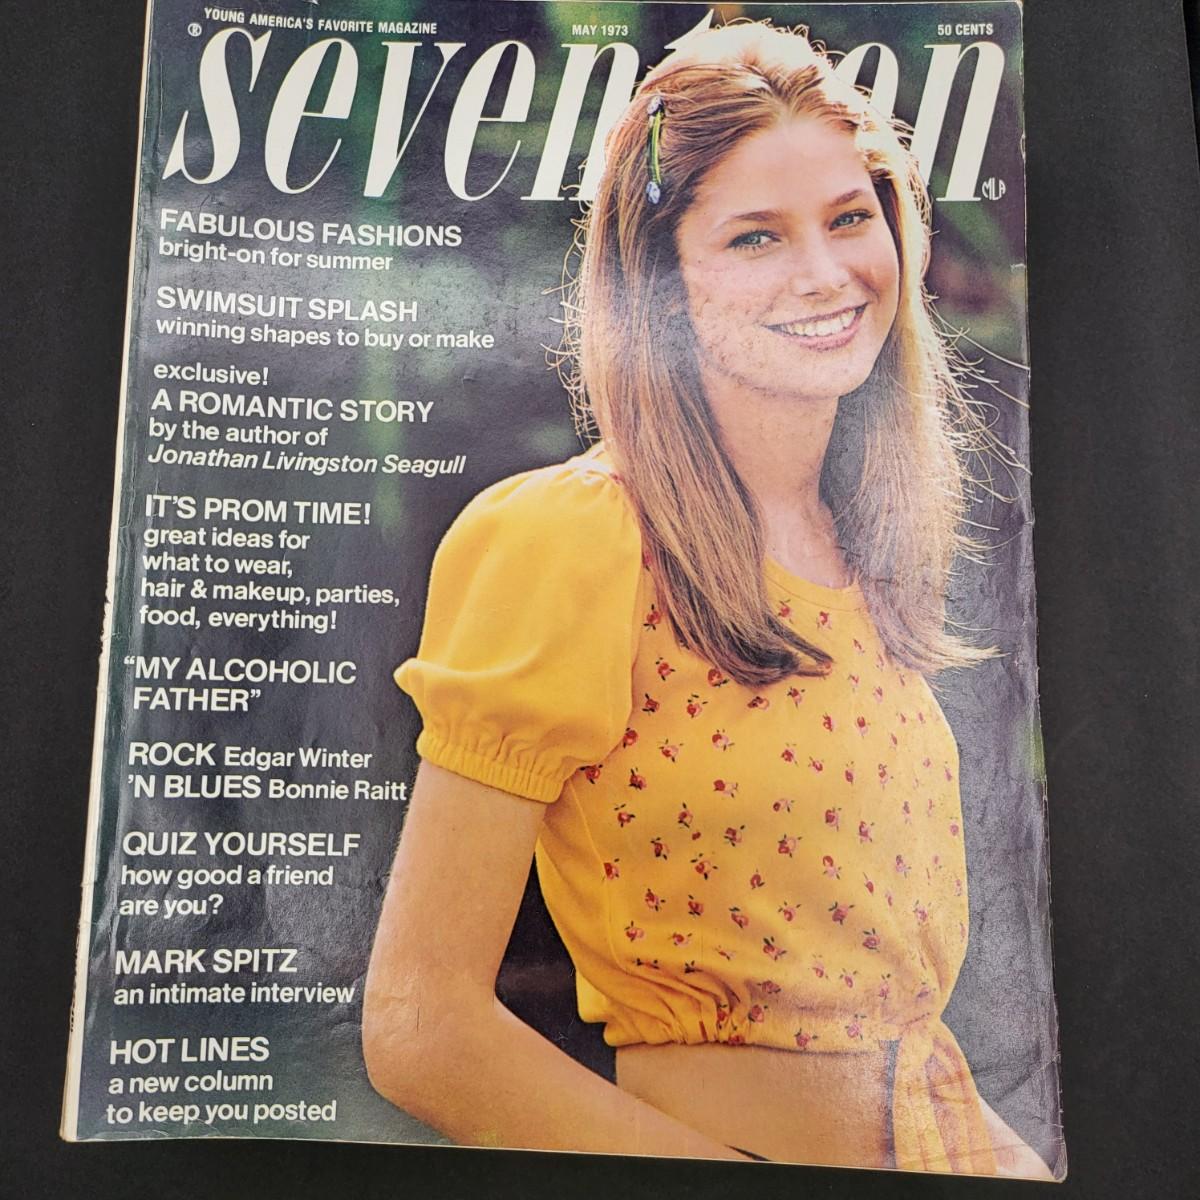 YOUNG AMERICA'S FAVORITE MAGAZINE
MAY 1973
50 CENTS
®
seventeen
MLA
FABULOUS FASHIONS
bright-on for summer
SWIMSUIT SPLASH
winning shapes to buy or make
exclusive!
A ROMANTIC STORY
by the author of
Jonathan Livingston Seagull
IT'S PROM TIME!
great ideas for
what to wear,
hair & makeup, parties,
food, everything!
“MY ALCOHOLIC
FATHER”
ROCK Edgar Winter
'N BLUES Bonnie Raitt
QUIZ YOURSELF
how good a friend
are you?
MARK SPITZ
an intimate interview
HOT LINES
a new column
to keep you posted